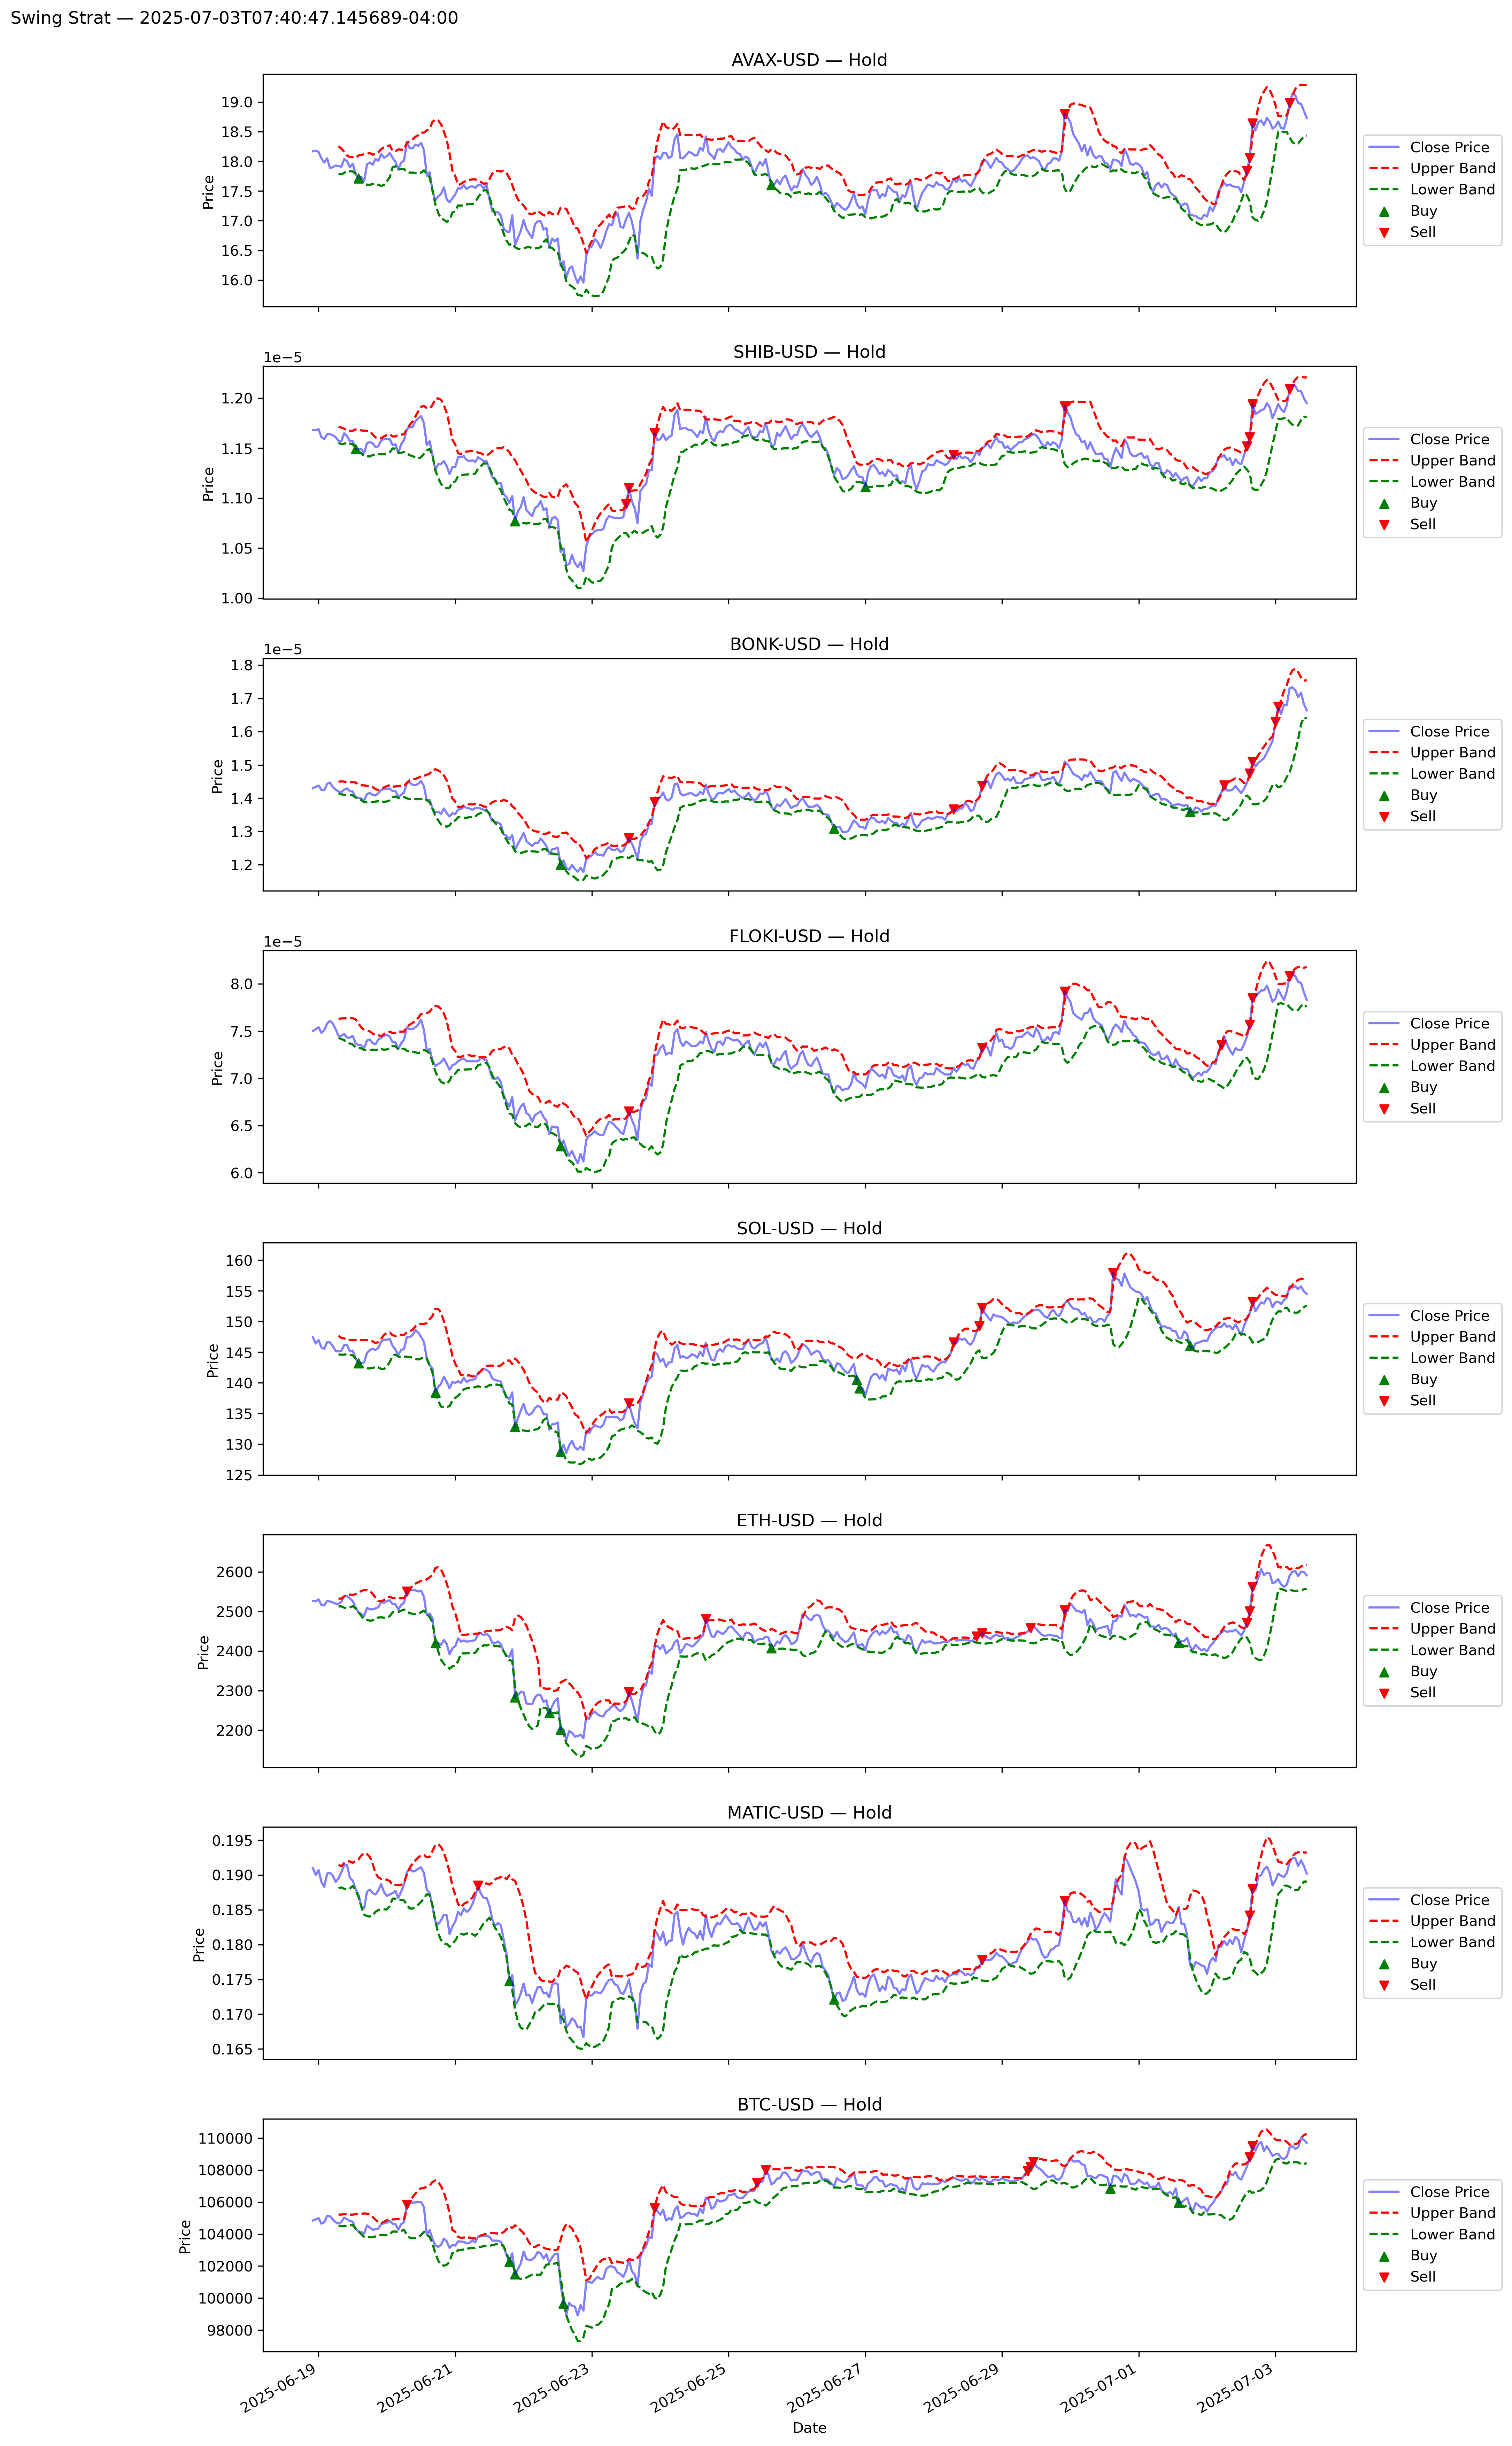 Swing Strat — 2025-07-03T07:40:47.145689-04:00
AVAX-USD — Hold
Price
19.0
18.5
18.0
17.5
17.0
16.5
16.0
Close Price
Upper Band
Lower Band
Buy
Sell
SHIB-USD — Hold
1e−5
Price
1.20
1.15
1.10
1.05
1.00
Close Price
Upper Band
Lower Band
Buy
Sell
BONK-USD — Hold
1e−5
Price
1.8
1.7
1.6
1.5
1.4
1.3
1.2
Close Price
Upper Band
Lower Band
Buy
Sell
FLOKI-USD — Hold
1e−5
Price
8.0
7.5
7.0
6.5
6.0
Close Price
Upper Band
Lower Band
Buy
Sell
SOL-USD — Hold
Price
160
155
150
145
140
135
130
125
Close Price
Upper Band
Lower Band
Buy
Sell
ETH-USD — Hold
Price
2600
2500
2400
2300
2200
Close Price
Upper Band
Lower Band
Buy
Sell
MATIC-USD — Hold
Price
0.195
0.190
0.185
0.180
0.175
0.170
0.165
Close Price
Upper Band
Lower Band
Buy
Sell
BTC-USD — Hold
Price
110000
108000
106000
104000
102000
100000
98000
Close Price
Upper Band
Lower Band
Buy
Sell
2025-06-19
2025-06-21
2025-06-23
2025-06-25
2025-06-27
2025-06-29
2025-07-01
2025-07-03
Date